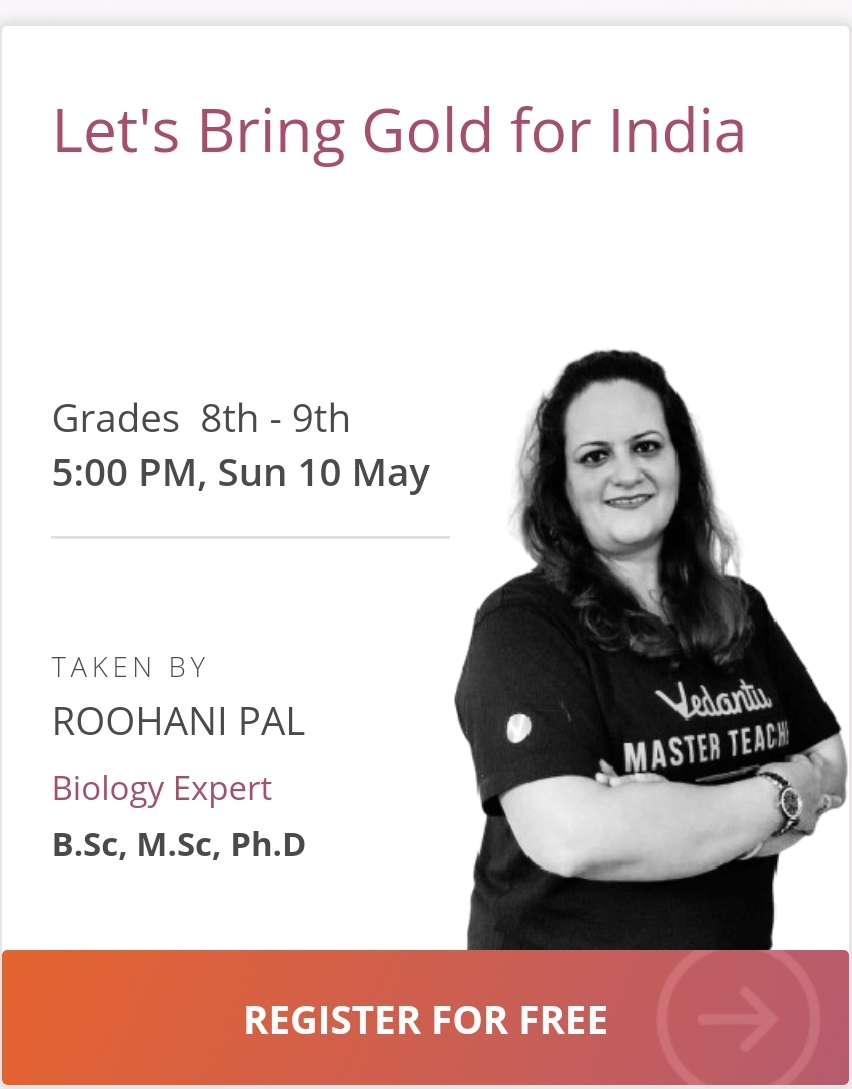 Let's Bring Gold for India
Grades  8th - 9th
5:00 PM, Sun 10 May
TAKEN BY
ROOHANI PAL
Biology Expert
B.Sc, M.Sc, Ph.D
Vedantu
MASTER TEACH
REGISTER FOR FREE